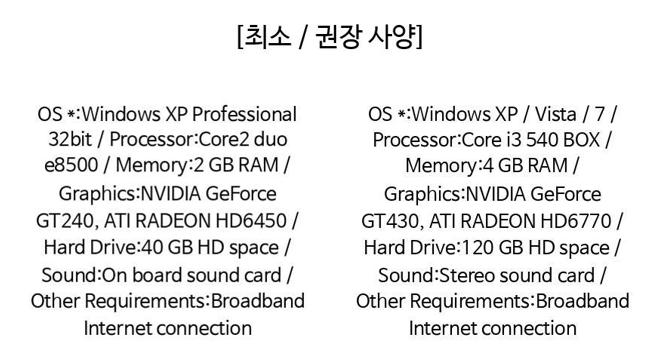 [최소 / 권장 사양]
OS *:Windows XP Professional
32bit / Processor:Core2 duo
e8500 / Memory:2 GB RAM /
Graphics:NVIDIA GeForce
GT240, ATI RADEON HD6450 /
Hard Drive:40 GB HD space /
Sound:On board sound card /
Other Requirements:Broadband
Internet connection
OS *:Windows XP / Vista / 7 /
Processor:Core i3 540 BOX /
Memory:4 GB RAM /
Graphics:NVIDIA GeForce
GT430, ATI RADEON HD6770 /
Hard Drive:120 GB HD space /
Sound:Stereo sound card /
Other Requirements:Broadband
Internet connection